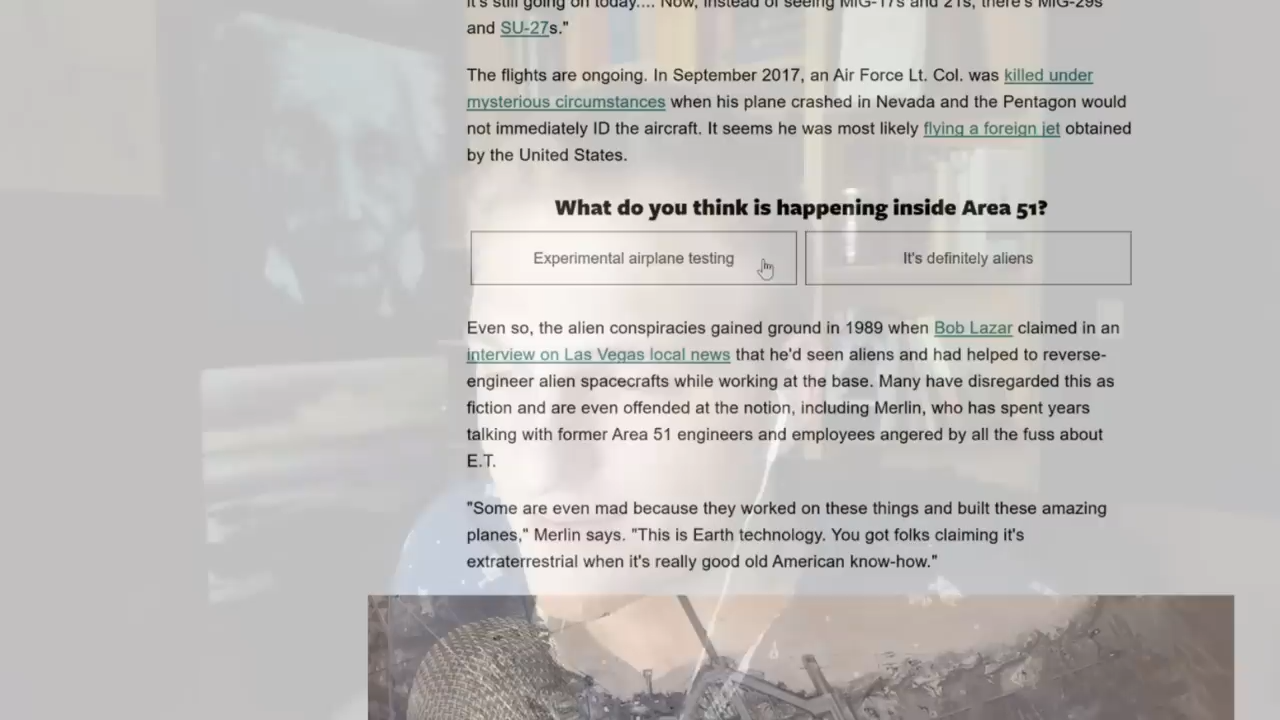 it's still going on today.... Now, instead of seeing MiG-17s and 21s, there's MiG-29s
and SU-27s."
The flights are ongoing. In September 2017, an Air Force Lt. Col. was killed under
mysterious circumstances when his plane crashed in Nevada and the Pentagon would
not immediately ID the aircraft. It seems he was most likely flying a foreign jet obtained
by the United States.
What do you think is happening inside Area 51?
Experimental airplane testing
It's definitely aliens
Even so, the alien conspiracies gained ground in 1989 when Bob Lazar claimed in an
interview on Las Vegas local news that he'd seen aliens and had helped to reverse-
engineer alien spacecrafts while working at the base. Many have disregarded this as
fiction and are even offended at the notion, including Merlin, who has spent years
talking with former Area 51 engineers and employees angered by all the fuss about
E.T.
"Some are even mad because they worked on these things and built these amazing
planes," Merlin says. "This is Earth technology. You got folks claiming it's
extraterrestrial when it's really good old American know-how."